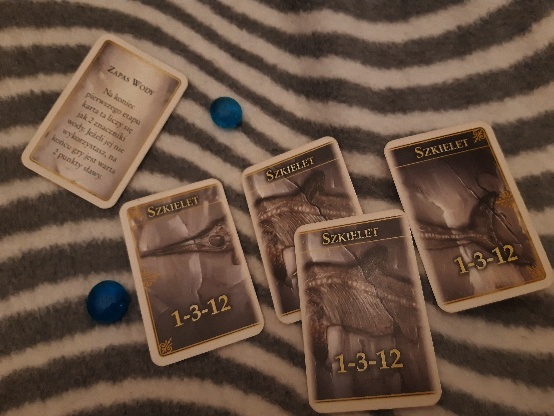 Zapas Wody
Na koniec
pierwszego etapu
karta ta liczy się
jak 2 znaczniki
wody. Jeżeli jej nie
wykorzystasz, na
końcu gry jest warta
2 punkty sławy.
Szkielet
1-3-12
Szkielet
Szkielet
1-3-12
Szkielet
1-3-12